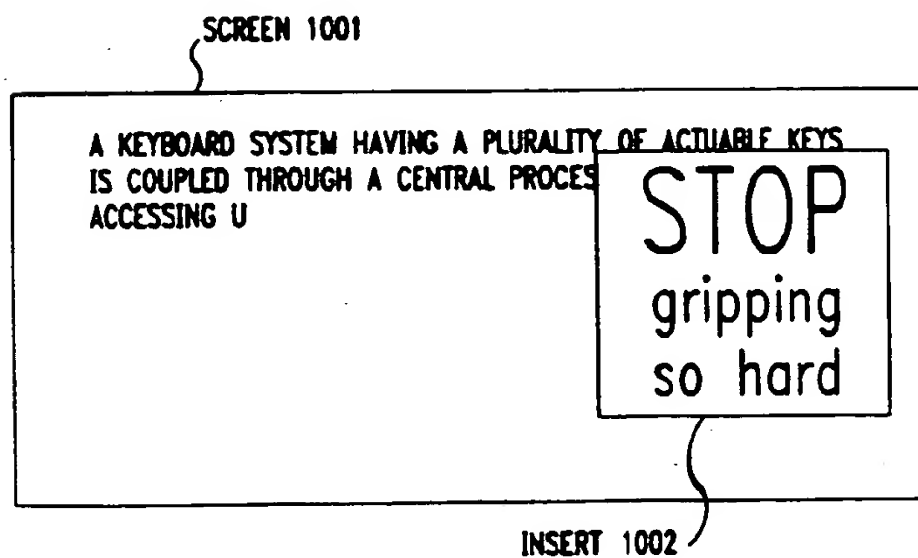 SCREEN 1001
A KEYBOARD SYSTEM HAVING A PLURALITY OF ACTUABLE KEYS
IS COUPLED THROUGH A CENTRAL PROCES
ACCESSING U
STOP
gripping
so hard
INSERT 1002